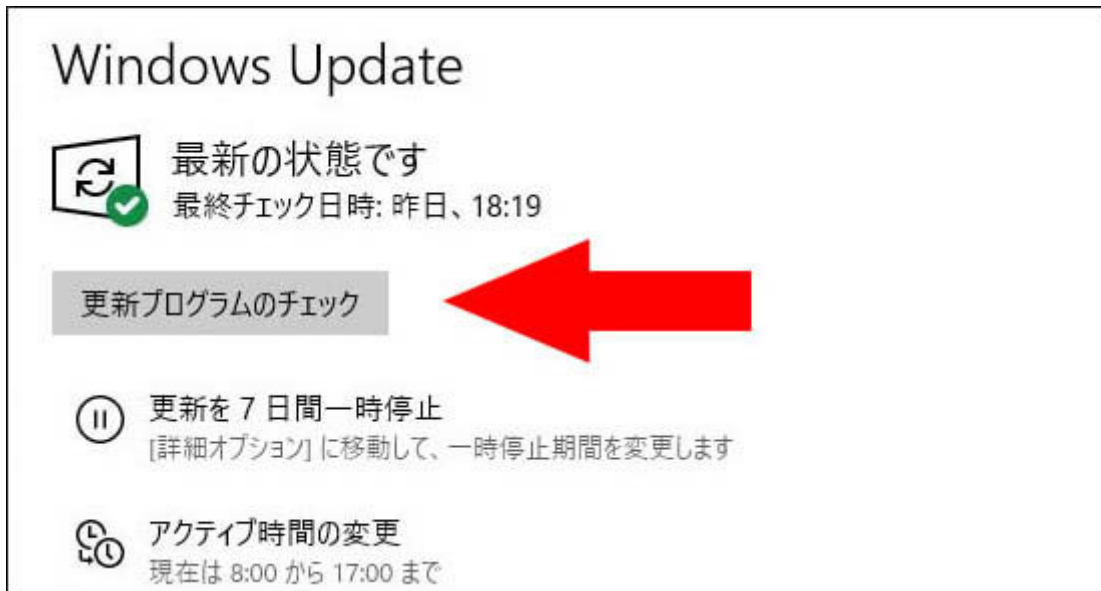 Windows Update
最新の状態です
最終チェック日時: 昨日、18:19
更新プログラムのチェック
更新を 7 日間一時停止
[詳細オプション] に移動して、一時停止期間を変更します
アクティブ時間の変更
現在は 8:00 から 17:00 まで